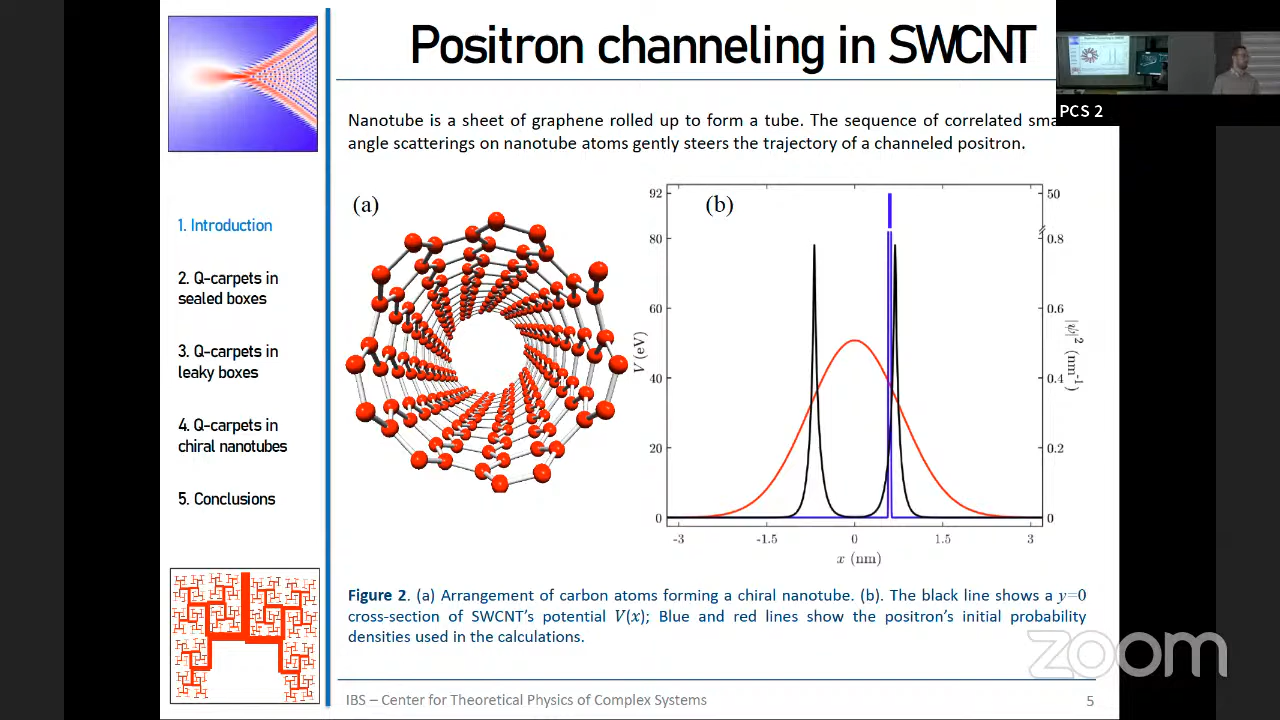 Positron channeling in SWCNT
PCS 2
Nanotube is a sheet of graphene rolled up to form a tube. The sequence of correlated
angle scatterings on nanotube atoms gently steers the trajectory of a channeled positron.
1. Introduction
2. Q-carpets in
sealed boxes
3. Q-carpets in
leaky boxes
4. Q-carpets in
chiral nanotubes
5. Conclusions
(a)
(b)
92
80
60
40
20
0
V (eV)
50
0.8
0.6
0.4
0.2
0
|ψ|² (nm⁻¹)
-3
-1.5
0
1.5
3
x (nm)
Figure 2. (a) Arrangement of carbon atoms forming a chiral nanotube. (b). The black line shows a y=0
cross-section of SWCNT's potential V(x); Blue and red lines show the positron's initial probability
densities used in the calculations.
zoom
IBS – Center for Theoretical Physics of Complex Systems
5